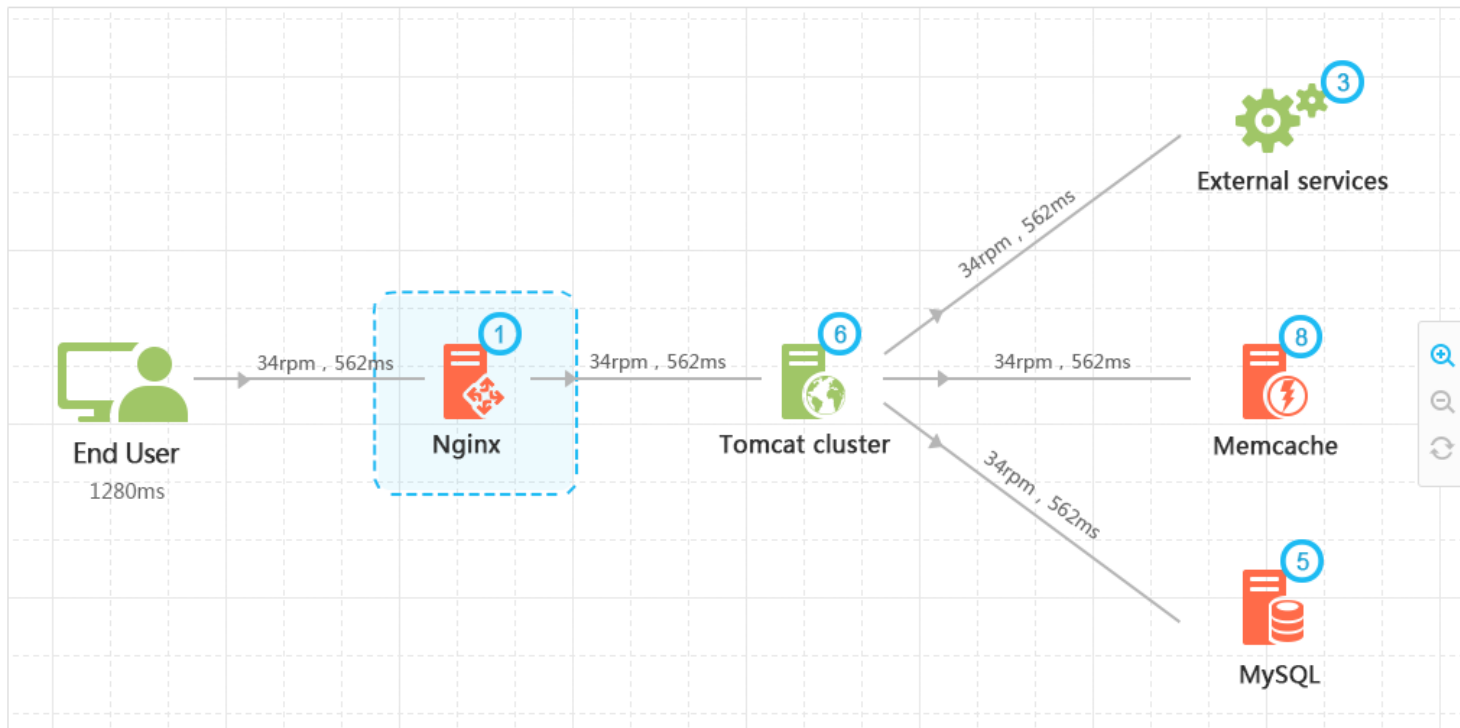 3
External services
34rpm , 562ms
1
6
8
34rpm , 562ms
34rpm , 562ms
34rpm , 562ms
End User
1280ms
Nginx
Tomcat cluster
Memcache
34rpm , 562ms
5
MySQL